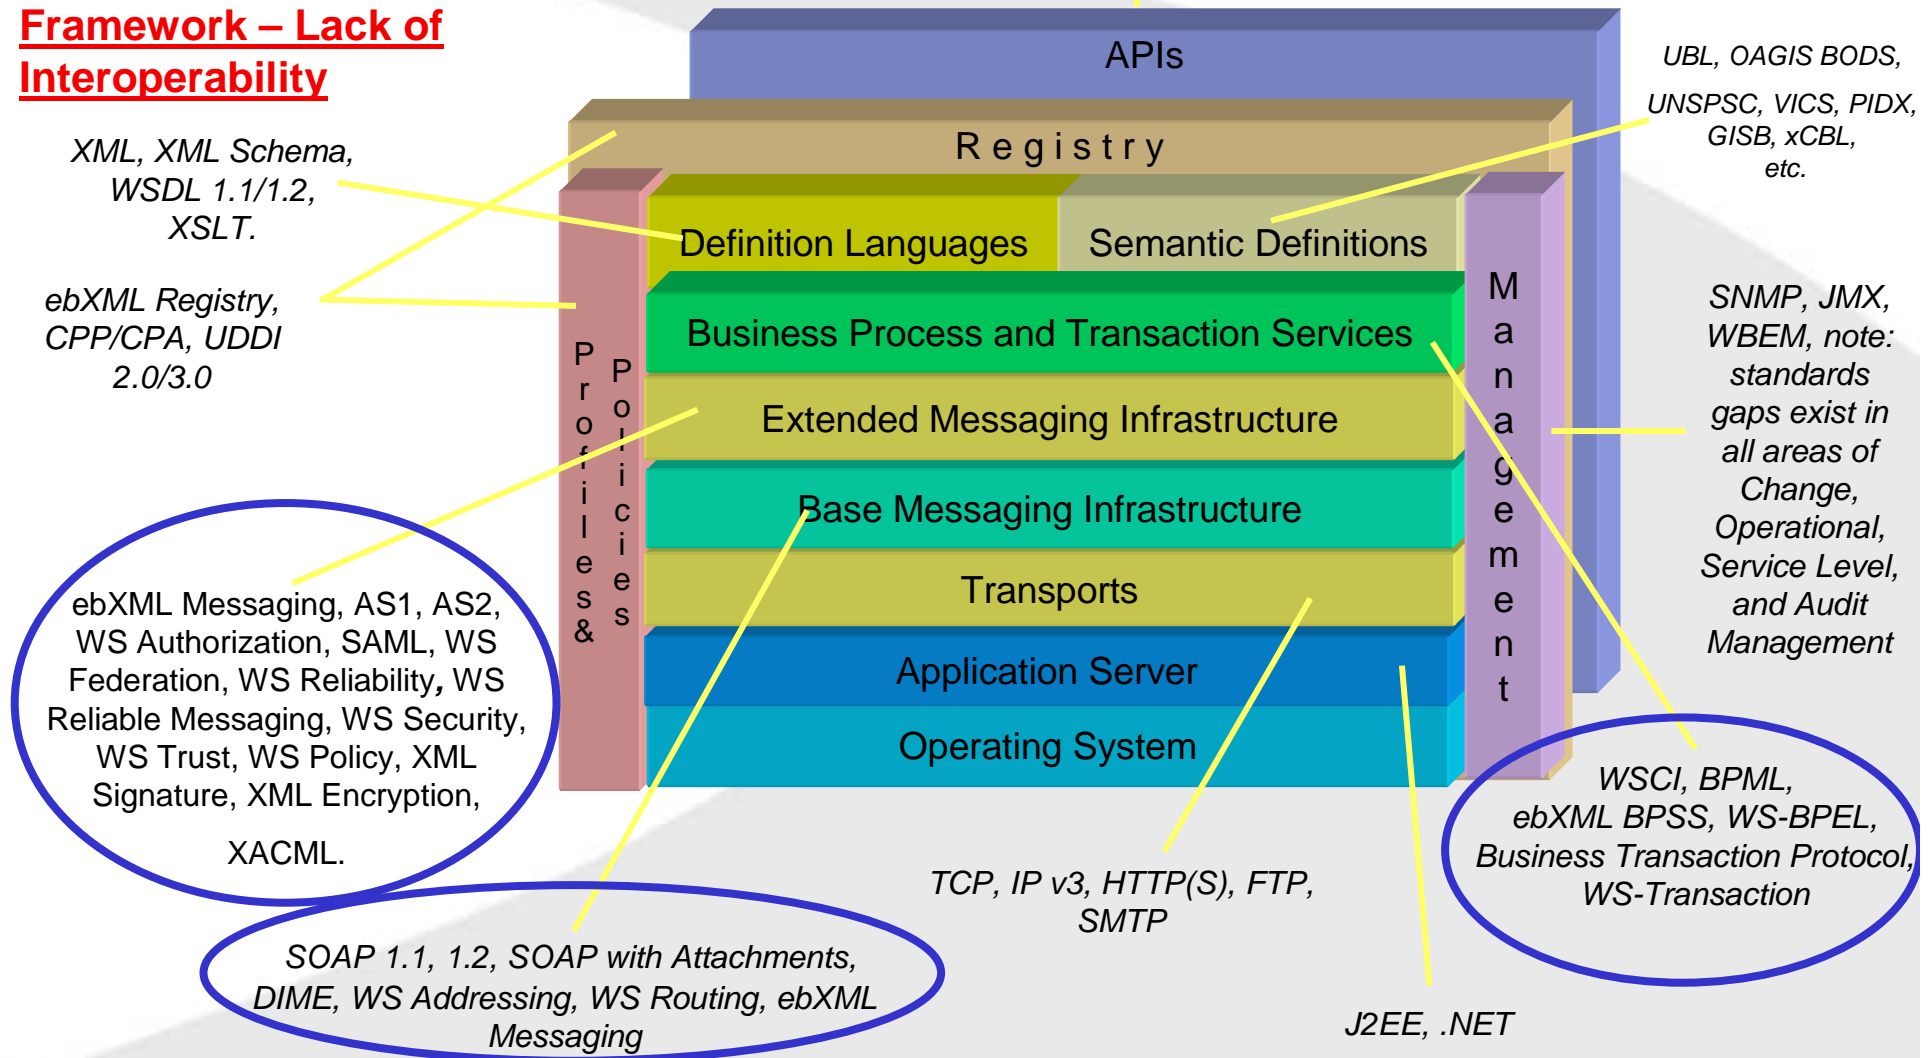 Framework – Lack of
Interoperability
APIs
UBL, OAGIS BODS,
UNSPSC, VICS, PIDX,
GISB, xCBL,
etc.
Registry
XML, XML Schema,
WSDL 1.1/1.2,
XSLT.
Definition Languages
Semantic Definitions
ebXML Registry,
CPP/CPA, UDDI
2.0/3.0
Profiles&
Policies
Management
Business Process and Transaction Services
Extended Messaging Infrastructure
Base Messaging Infrastructure
Transports
Application Server
Operating System
SNMP, JMX,
WBEM, note:
standards
gaps exist in
all areas of
Change,
Operational,
Service Level,
and Audit
Management
ebXML Messaging, AS1, AS2,
WS Authorization, SAML, WS
Federation, WS Reliability, WS
Reliable Messaging, WS Security,
WS Trust, WS Policy, XML
Signature, XML Encryption,
XACML.
WSCI, BPML,
ebXML BPSS, WS-BPEL,
Business Transaction Protocol,
WS-Transaction
TCP, IP v3, HTTP(S), FTP,
SMTP
SOAP 1.1, 1.2, SOAP with Attachments,
DIME, WS Addressing, WS Routing, ebXML
Messaging
J2EE, .NET